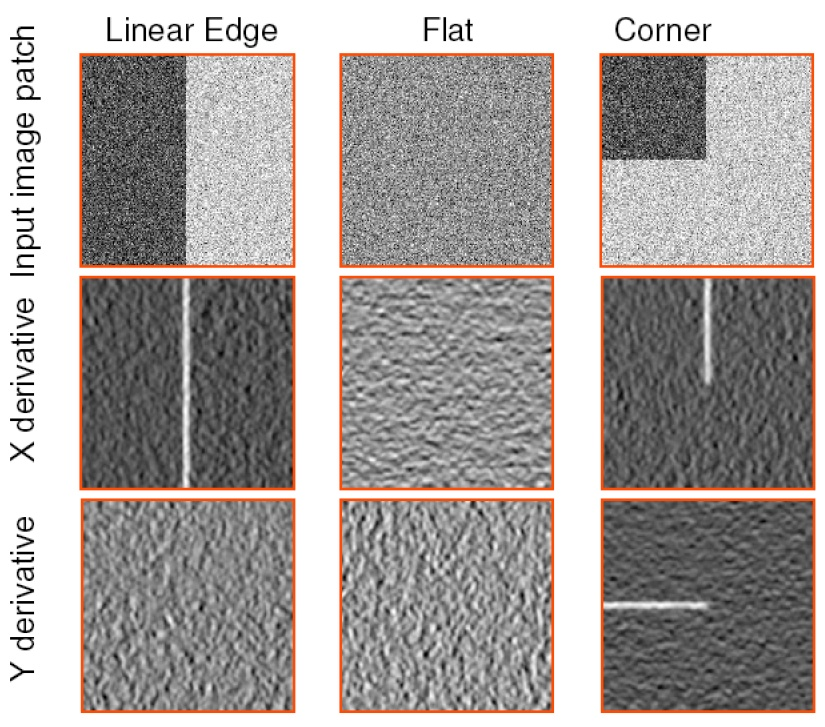 Linear Edge
Flat
Corner
Input image patch
X derivative
Y derivative